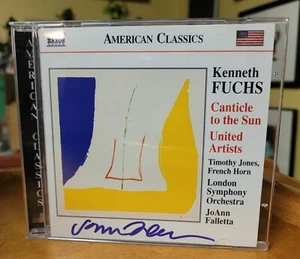 NAXOS
AMERICAN CLASSICS
AMERICAN CLASSICS
Kenneth
FUCHS
Canticle
to the Sun
United
Artists
Timothy Jones,
French Horn
London
Symphony
Orchestra
JoAnn
Falletta